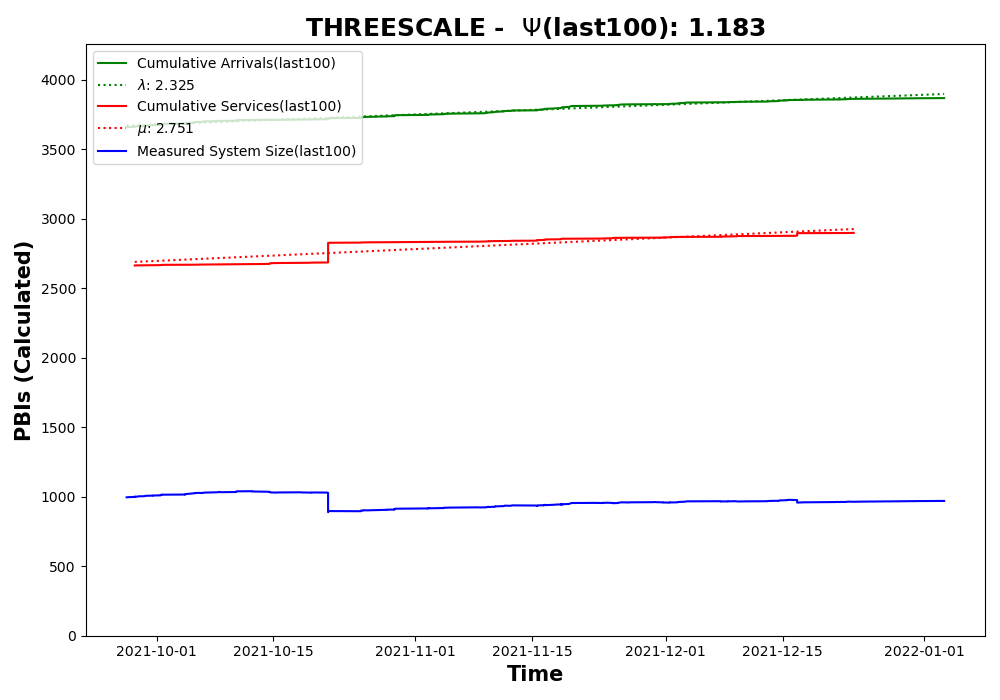 THREESCALE - Ψ(last100): 1.183
Cumulative Arrivals(last100)
λ: 2.325
Cumulative Services(last100)
μ: 2.751
Measured System Size(last100)
4000
3500
3000
2500
2000
1500
1000
500
0
PBIs (Calculated)
2021-10-01 2021-10-15 2021-11-01 2021-11-15 2021-12-01 2021-12-15 2022-01-01
Time